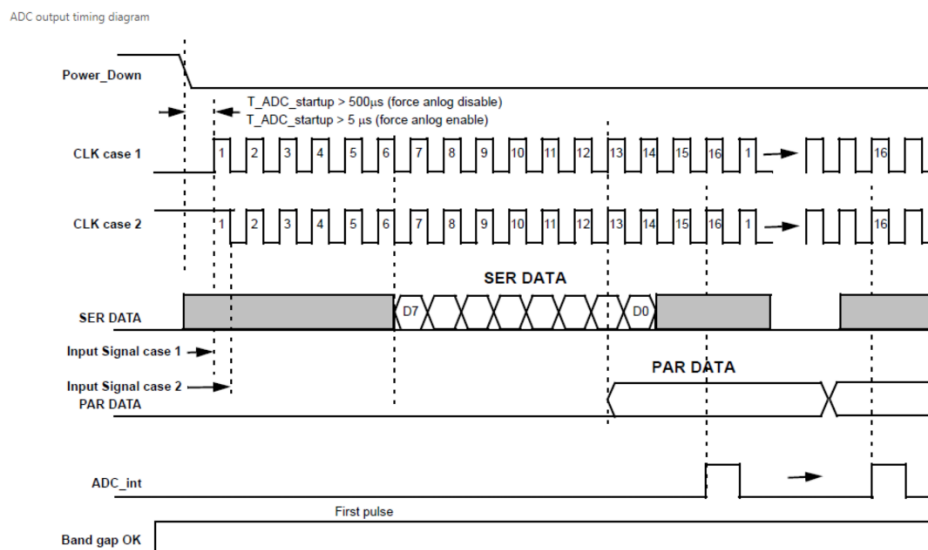 ADC output timing diagram
Power_Down
T_ADC_startup > 500µs (force anlog disable)
T_ADC_startup > 5 µs (force anlog enable)
CLK case 1
1 2 3 4 5 6 7 8 9 10 11 12 13 14 15 16 1 16
CLK case 2
1 2 3 4 5 6 7 8 9 10 11 12 13 14 15 16 1 16
SER DATA
SER DATA
D7 D0
Input Signal case 1
Input Signal case 2
PAR DATA
PAR DATA
ADC_int
First pulse
Band gap OK